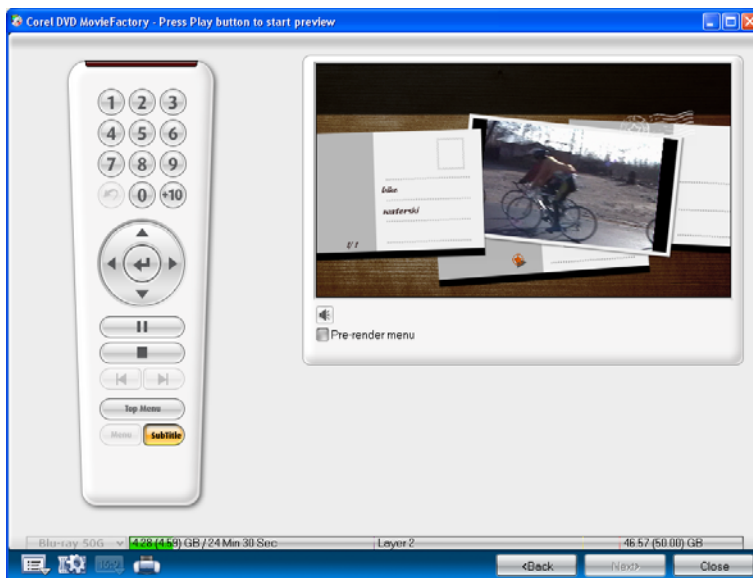 Corel DVD MovieFactory - Press Play button to start preview
1 2 3
4 5 6
7 8 9
0 +10
Top Menu
Menu SubTitle
bike
waterski
1/1
Pre-render menu
Blu-ray 50G 4.28 (4.59) GB / 24 Min 30 Sec Layer 2 46.57 (50.00) GB
<Back Next> Close